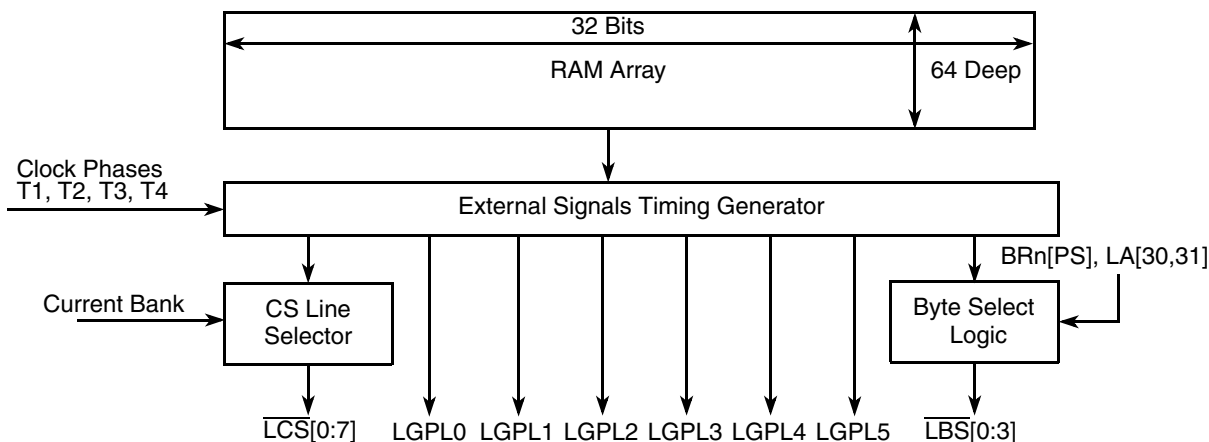 32 Bits
RAM Array
64 Deep
Clock Phases
T1, T2, T3, T4
External Signals Timing Generator
BRn[PS], LA[30,31]
Current Bank
CS Line
Selector
Byte Select
Logic
LCS[0:7]
LGPL0
LGPL1
LGPL2
LGPL3
LGPL4
LGPL5
LBS[0:3]